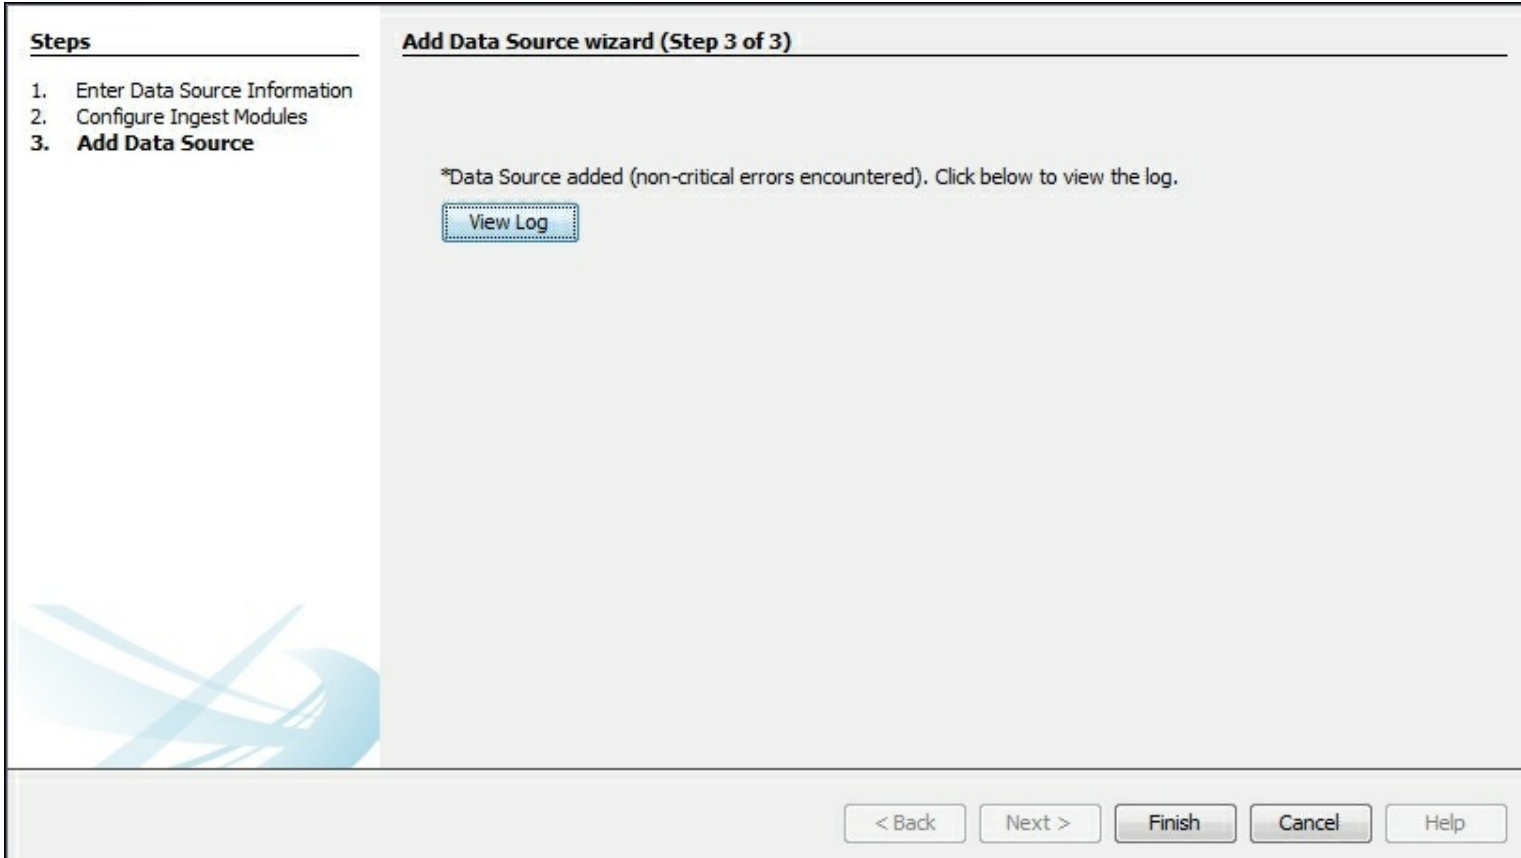 Steps
1. Enter Data Source Information
2. Configure Ingest Modules
3. Add Data Source
Add Data Source wizard (Step 3 of 3)
*Data Source added (non-critical errors encountered). Click below to view the log.
View Log
< Back Next > Finish Cancel Help